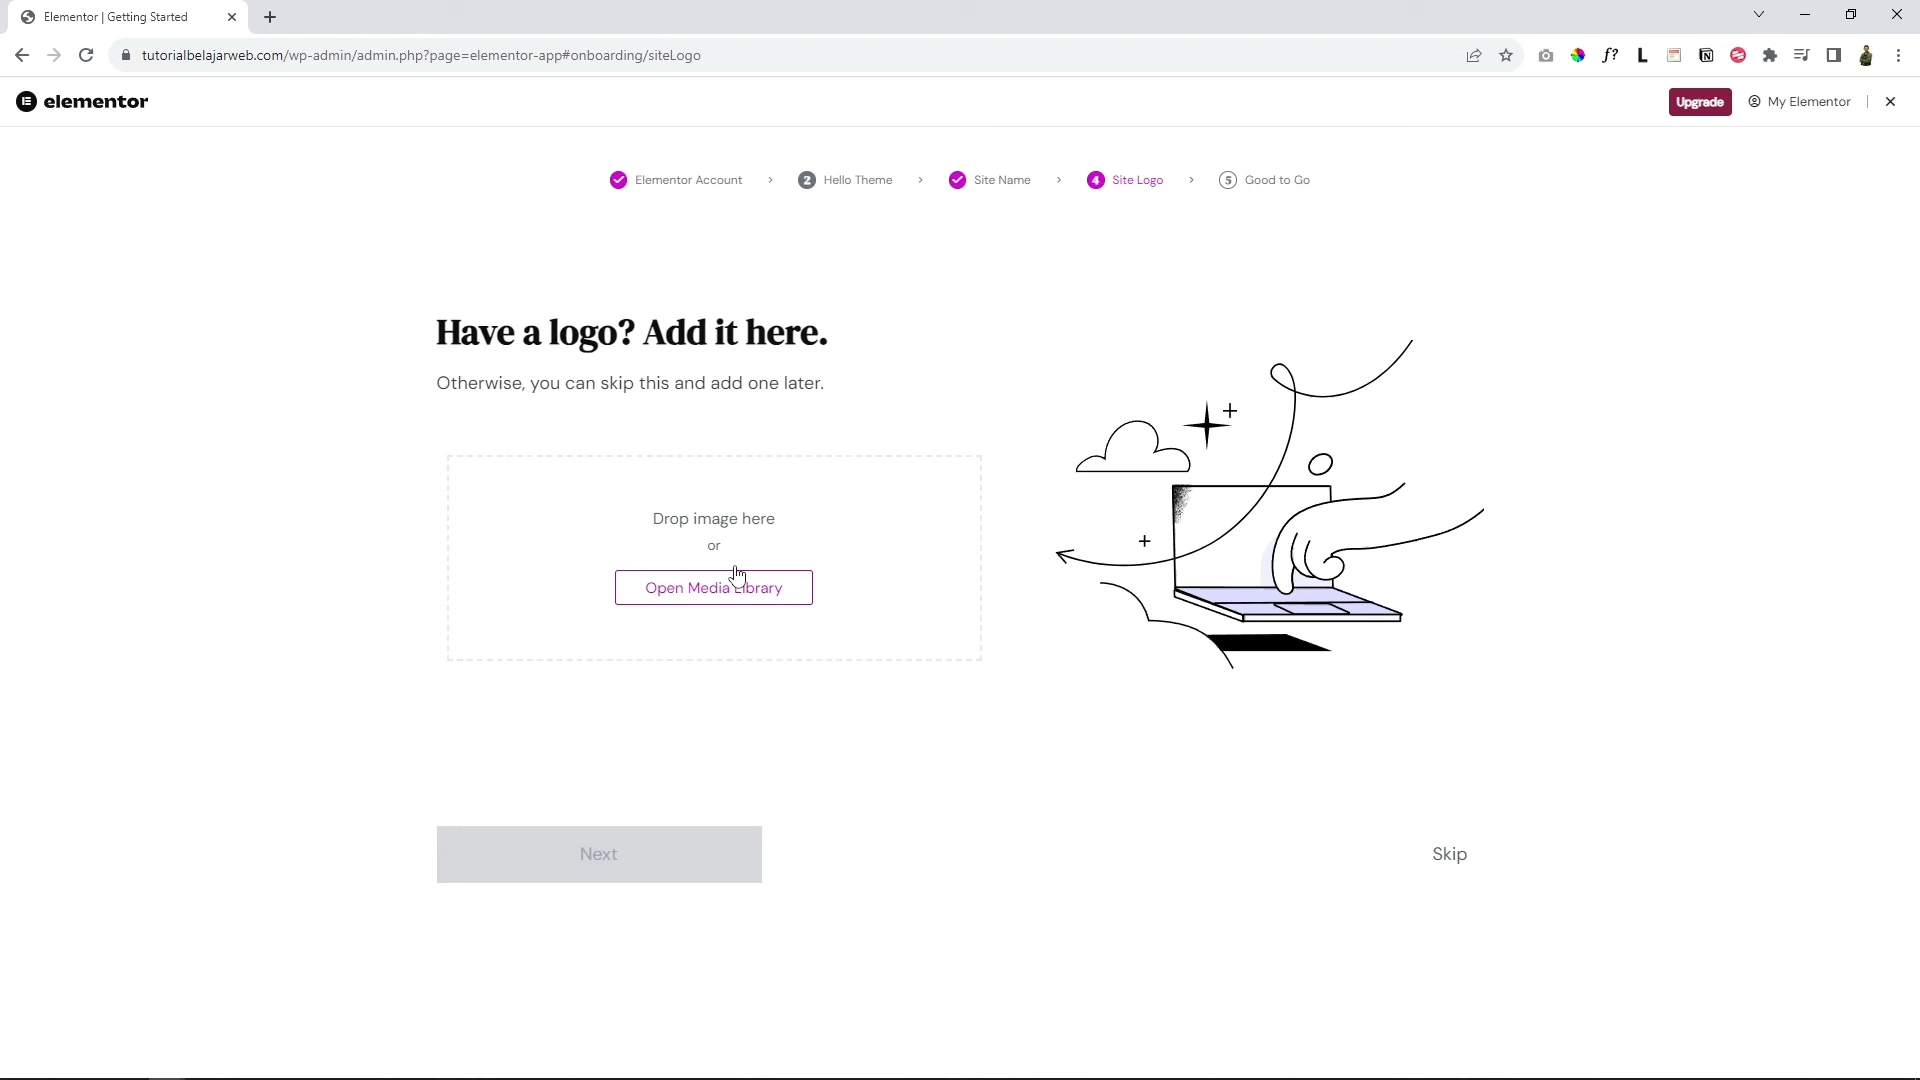 Elementor | Getting Started
tutorialbelajarweb.com/wp-admin/admin.php?page=elementor-app#onboarding/siteLogo
elementor
Upgrade
My Elementor
Elementor Account
2 Hello Theme
Site Name
4 Site Logo
5 Good to Go
Have a logo? Add it here.
Otherwise, you can skip this and add one later.
Drop image here
or
Open Media Library
Next
Skip